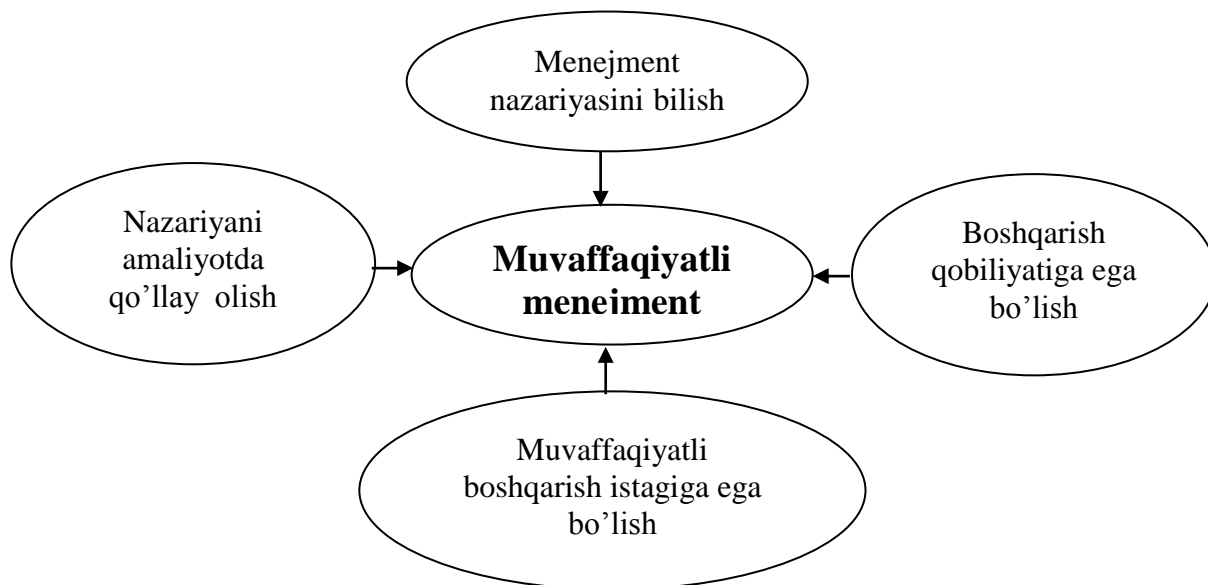 Menejment
nazariyasini bilish
Nazariyani
amaliyotda
qo’llay olish
Muvaffaqiyatli
menejment
Boshqarish
qobiliyatiga ega
bo’lish
Muvaffaqiyatli
boshqarish istagiga ega
bo’lish